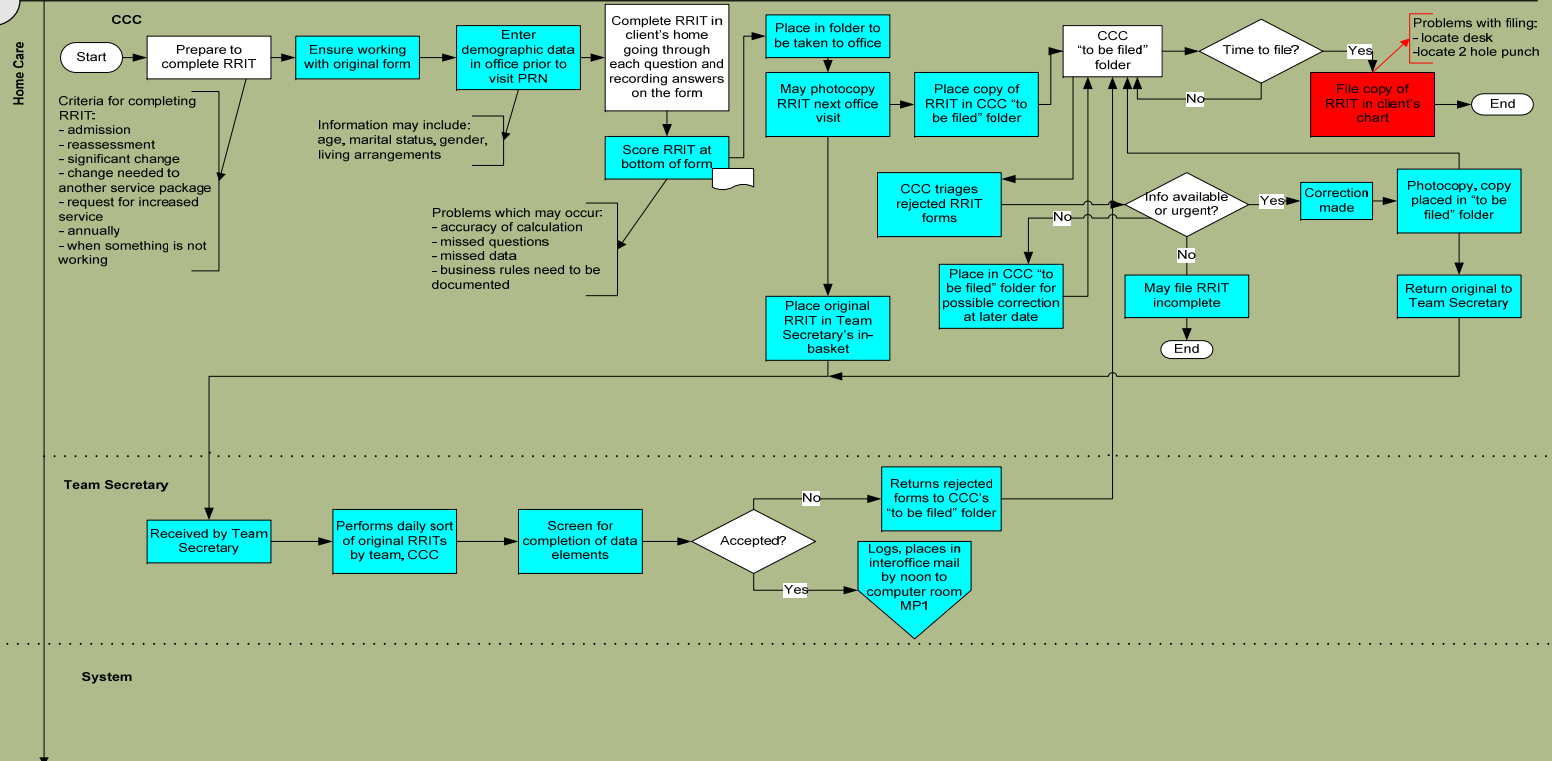 Home Care
CCC
Start
Prepare to
complete RRIT
Ensure working
with original form
Enter
demographic data
in office prior to
visit PRN
Complete RRIT in
client's home
going through
each question and
recording answers
on the form
Place in folder to
be taken to office
CCC
"to be filed"
folder
Time to file?
Yes
No
Problems with filing:
- locate desk
-locate 2 hole punch
May photocopy
RRIT next office
visit
Place copy of
RRIT in CCC "to
be filed" folder
File copy of
RRIT in client's
chart
End
Criteria for completing
RRIT:
- admission
- reassessment
- significant change
- change needed to
another service package
- request for increased
service
- annually
- when something is not
working
Information may include:
age, marital status, gender,
living arrangements
Score RRIT at
bottom of form
Problems which may occur:
- accuracy of calculation
- missed questions
- missed data
- business rules need to be
documented
CCC triages
rejected RRIT
forms
Info available
or urgent?
Yes
Correction
made
Photocopy, copy
placed in "to be
filed" folder
No
No
Place in CCC "to
be filed" folder for
possible correction
at later date
May file RRIT
incomplete
End
Return original to
Team Secretary
Place original
RRIT in Team
Secretary's in-
basket
Team Secretary
Received by Team
Secretary
Performs daily sort
of original RRITs
by team, CCC
Screen for
completion of data
elements
Accepted?
No
Returns rejected
forms to CCC's
"to be filed" folder
Yes
Logs, places in
interoffice mail
by noon to
computer room
MP1
System